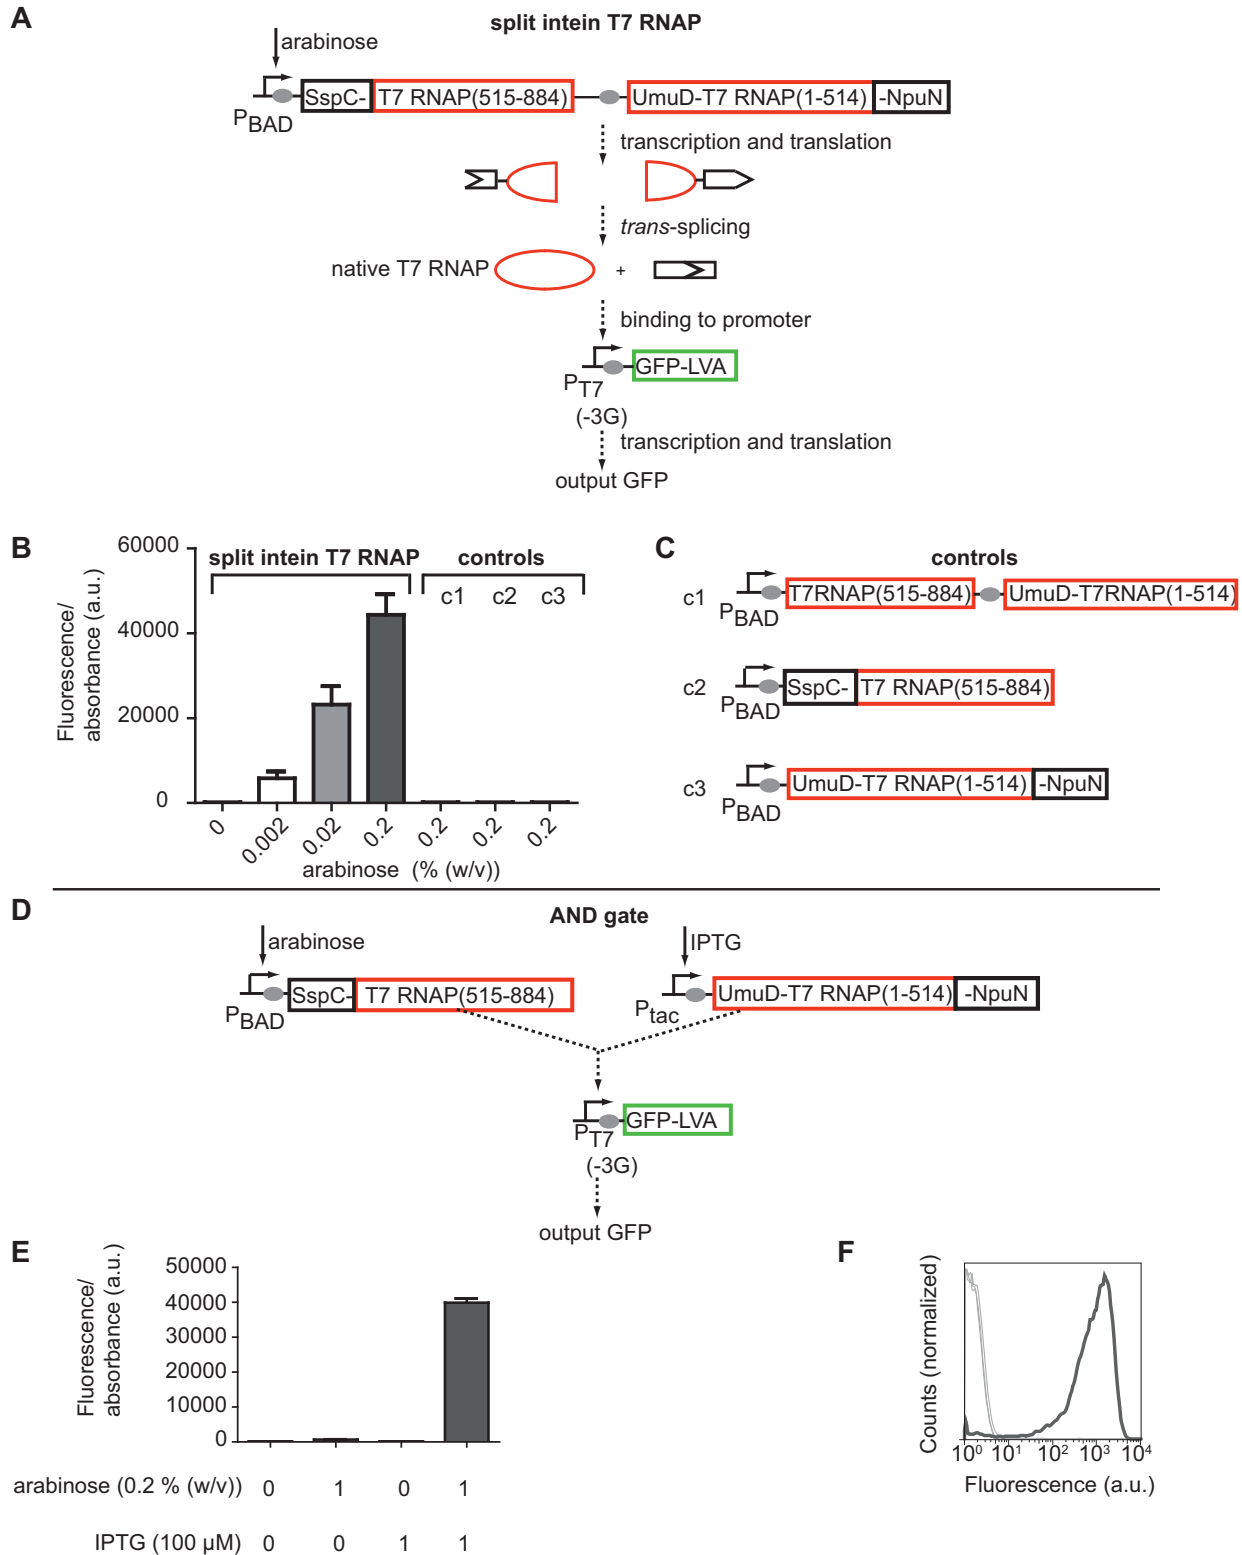 A
split intein T7 RNAP
arabinose
SspC- T7 RNAP(515-884) UmuD-T7 RNAP(1-514) -NpuN
PBAD
transcription and translation
trans-splicing
native T7 RNAP +
binding to promoter
GFP-LVA
PT7
(-3G)
transcription and translation
output GFP
B
split intein T7 RNAP controls
c1 c2 c3
60000
40000
20000
0
Fluorescence/
absorbance (a.u.)
0 0.002 0.02 0.2 0.2 0.2 0.2
arabinose (% (w/v))
C
controls
c1 T7RNAP(515-884) UmuD-T7RNAP(1-514)
PBAD
c2 SspC- T7 RNAP(515-884)
PBAD
c3 UmuD-T7 RNAP(1-514) -NpuN
PBAD
D
AND gate
arabinose IPTG
SspC- T7 RNAP(515-884) UmuD-T7 RNAP(1-514) -NpuN
PBAD Ptac
GFP-LVA
PT7
(-3G)
output GFP
E
50000
40000
30000
20000
10000
0
Fluorescence/
absorbance (a.u.)
arabinose (0.2 % (w/v)) 0 1 0 1
IPTG (100 µM) 0 0 1 1
F
Counts (normalized)
10⁰ 10¹ 10² 10³ 10⁴
Fluorescence (a.u.)